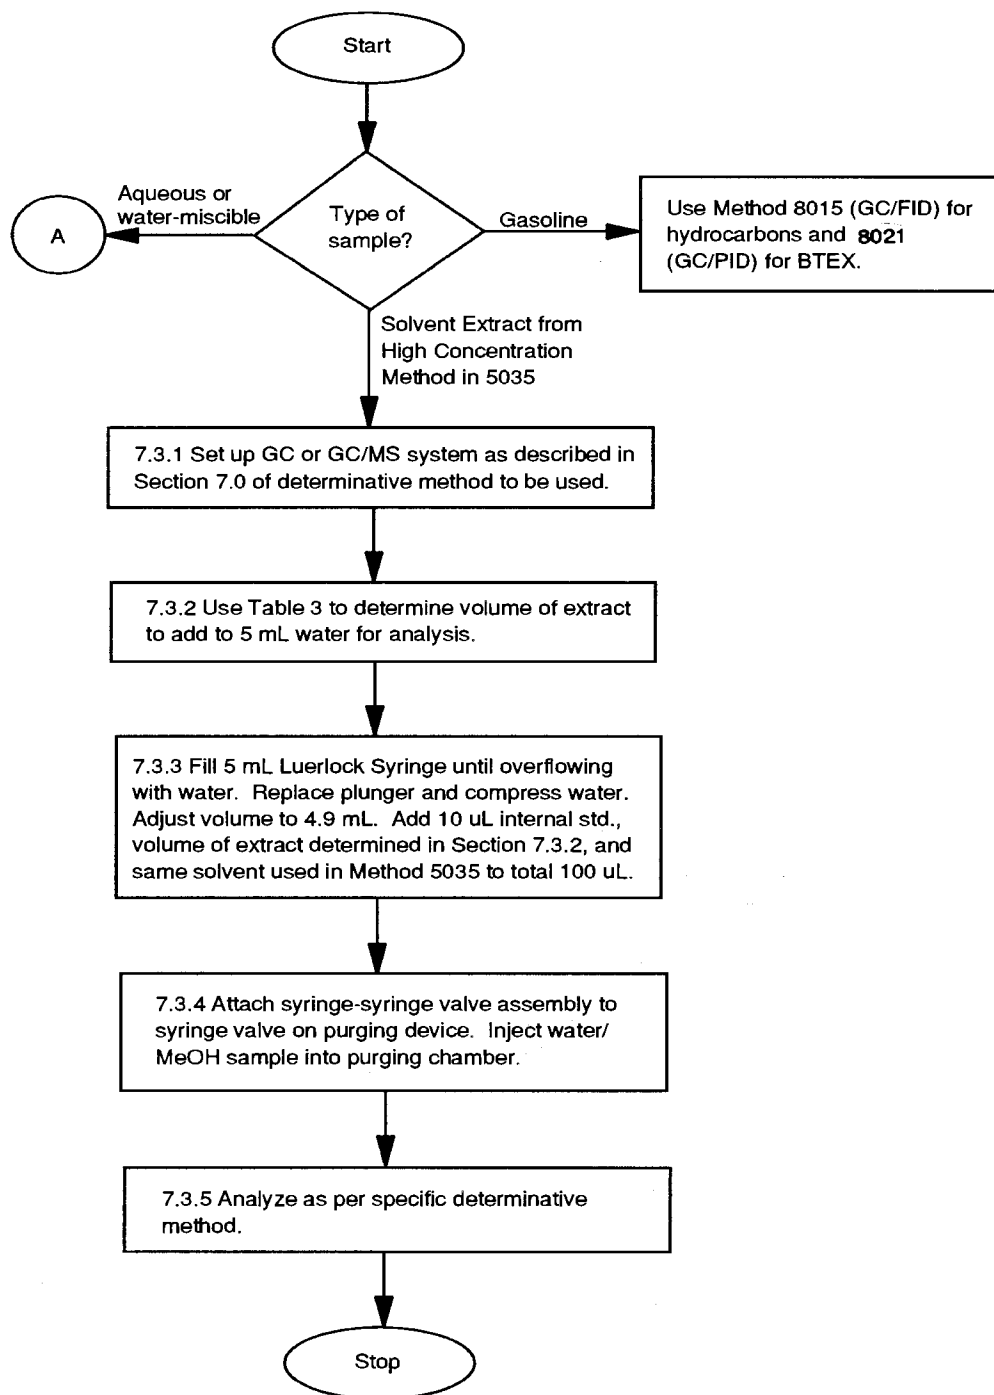 Start
Aqueous or
water-miscible
A
Type of
sample?
Gasoline
Use Method 8015 (GC/FID) for
hydrocarbons and 8021
(GC/PID) for BTEX.
Solvent Extract from
High Concentration
Method in 5035
7.3.1 Set up GC or GC/MS system as described in
Section 7.0 of determinative method to be used.
7.3.2 Use Table 3 to determine volume of extract
to add to 5 mL water for analysis.
7.3.3 Fill 5 mL Luerlock Syringe until overflowing
with water. Replace plunger and compress water.
Adjust volume to 4.9 mL. Add 10 uL internal std.,
volume of extract determined in Section 7.3.2, and
same solvent used in Method 5035 to total 100 uL.
7.3.4 Attach syringe-syringe valve assembly to
syringe valve on purging device. Inject water/
MeOH sample into purging chamber.
7.3.5 Analyze as per specific determinative
method.
Stop